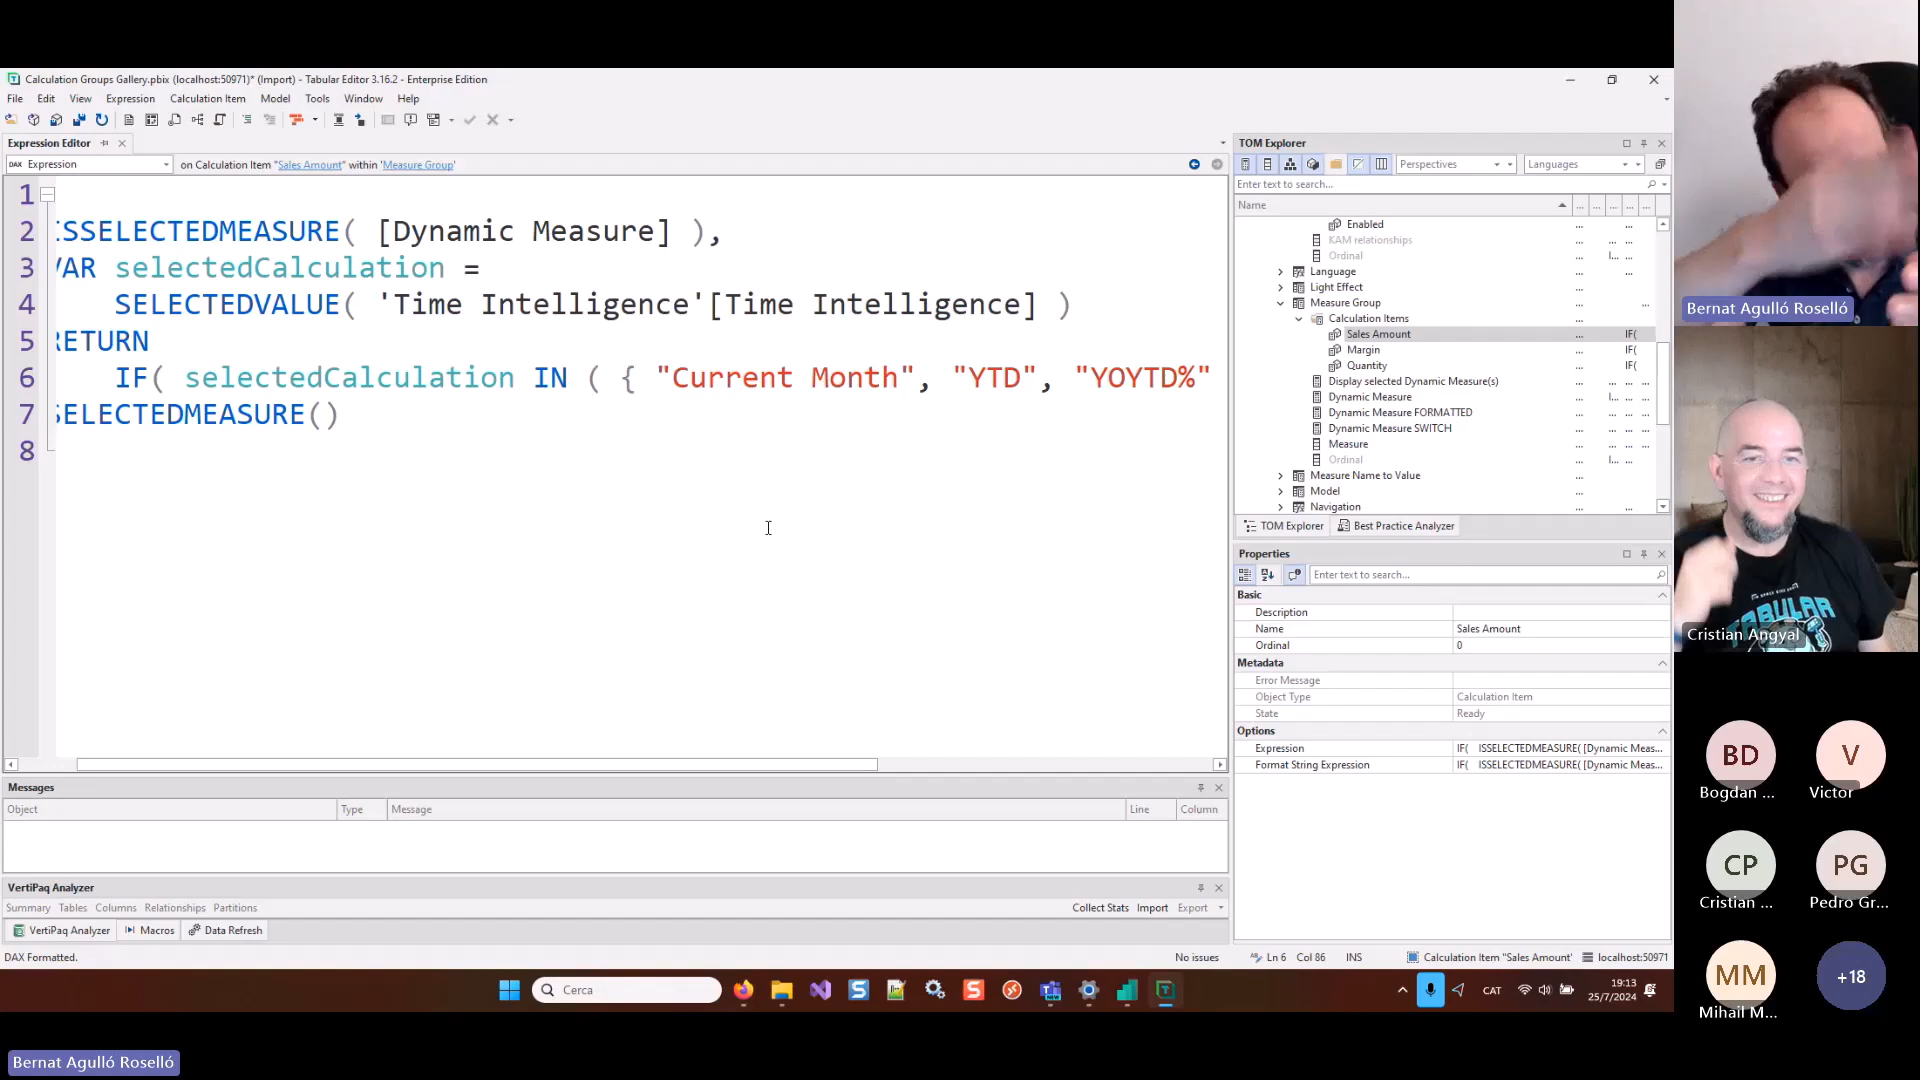 Calculation Groups Gallery.pbix (localhost:50971)* (Import) - Tabular Editor 3.16.2 - Enterprise Edition
File Edit View Expression Calculation Item Model Tools Window Help
Expression Editor
DAX Expression on Calculation Item "Sales Amount" within 'Measure Group'
1
2 ISSELECTEDMEASURE( [Dynamic Measure] ),
3 VAR selectedCalculation =
4 SELECTEDVALUE( 'Time Intelligence'[Time Intelligence] )
5 RETURN
6 IF( selectedCalculation IN ( { "Current Month", "YTD", "YOYTD%"
7 SELECTEDMEASURE()
8
Messages
Object Type Message Line Column
VertiPaq Analyzer
Summary Tables Columns Relationships Partitions Collect Stats Import Export
VertiPaq Analyzer Macros Data Refresh
DAX Formatted. No issues Ln 6 Col 86 INS Calculation Item "Sales Amount" localhost:50971
TOM Explorer
Perspectives Languages
Enter text to search...
Name ... ... ... ... ...
Enabled ... ...
KAM relationships ... ... ...
Ordinal ... I... ...
Language ... ...
Light Effect ...
Measure Group ... ...
Calculation Items ...
Sales Amount ... IF(
Margin ... IF(
Quantity ... IF(
Display selected Dynamic Measure(s) ... ... ... ...
Dynamic Measure ... I... ... ...
Dynamic Measure FORMATTED ... ... ... ...
Dynamic Measure SWITCH ... ... ... ...
Measure ... ... ...
Ordinal ... I... ...
Measure Name to Value ...
Model ...
Navigation ...
TOM Explorer Best Practice Analyzer
Properties
Enter text to search...
Basic
Description
Name Sales Amount
Ordinal 0
Metadata
Error Message
Object Type Calculation Item
State Ready
Options
Expression IF( ISSELECTEDMEASURE( [Dynamic Meas...
Format String Expression IF( ISSELECTEDMEASURE( [Dynamic Meas...
Cerca
CAT
19:13
25/7/2024
Bernat Agulló Roselló
TABULAR
Cristian Angyal
BD
Bogdan ...
V
Victor
CP
Cristian ...
PG
Pedro Gr...
MM
Mihail M...
+18
Bernat Agulló Roselló